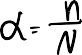 α = n/N